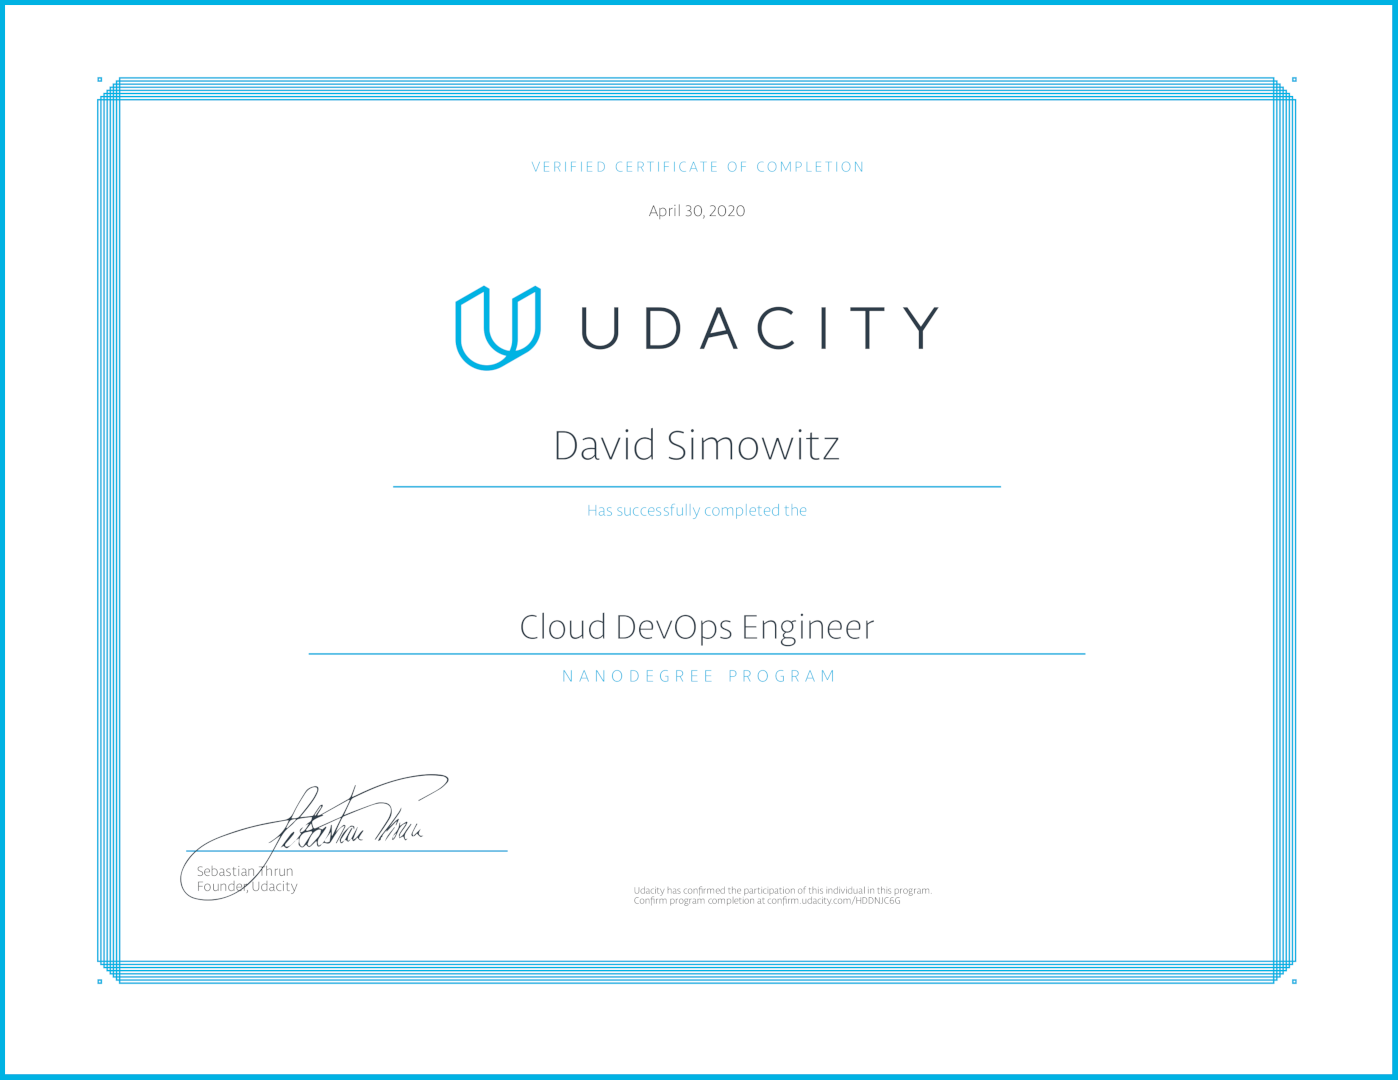 VERIFIED CERTIFICATE OF COMPLETION
April 30, 2020
UDACITY
David Simowitz
Has successfully completed the
Cloud DevOps Engineer
NANODEGREE PROGRAM
Sebastian Thrun
Sebastian Thrun
Founder, Udacity
Udacity has confirmed the participation of this individual in this program.
Confirm program completion at confirm.udacity.com/HDDNJC6G